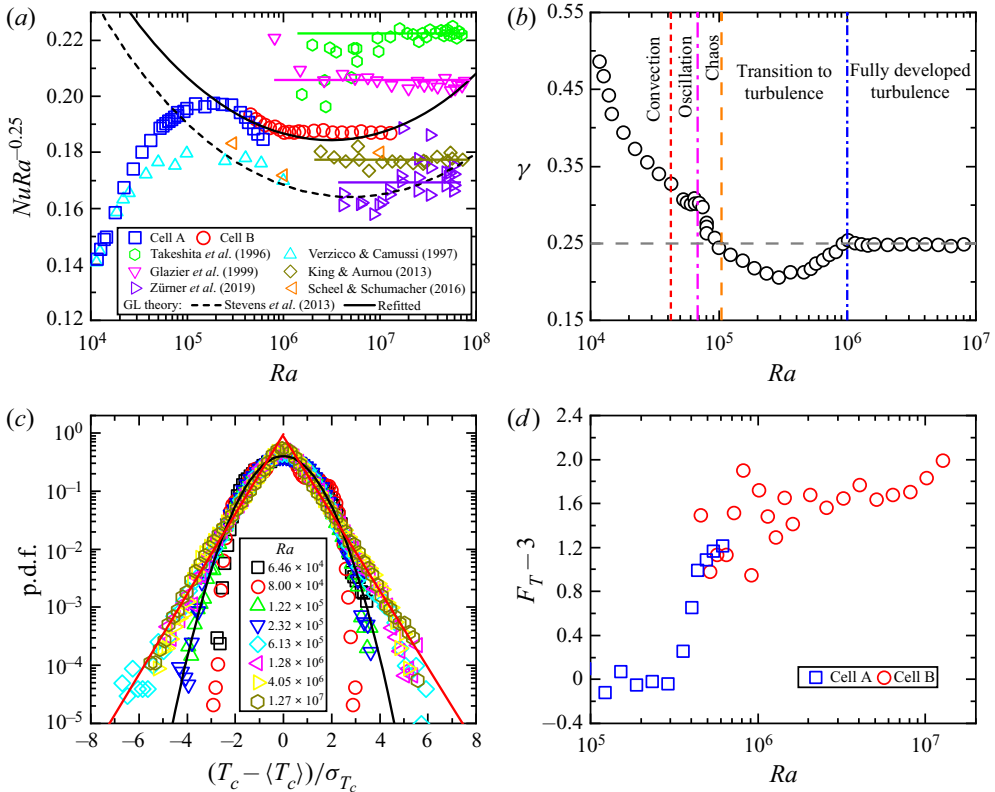 (a)
NuRa^−0.25
0.22
0.20
0.18
0.16
0.14
0.12
Cell A
Cell B
Takeshita et al. (1996)
Verzicco & Camussi (1997)
Glazier et al. (1999)
King & Aurnou (2013)
Zürner et al. (2019)
Scheel & Schumacher (2016)
GL theory:
Stevens et al. (2013)
Refitted
10^4
10^5
10^6
10^7
10^8
Ra
(b)
γ
0.55
0.45
0.35
0.25
0.15
Convection
Oscillation
Chaos
Transition to
turbulence
Fully developed
turbulence
10^4
10^5
10^6
10^7
Ra
(c)
p.d.f.
10^0
10^−1
10^−2
10^−3
10^−4
10^−5
Ra
6.46 × 10^4
8.00 × 10^4
1.22 × 10^5
2.32 × 10^5
6.13 × 10^5
1.28 × 10^6
4.05 × 10^6
1.27 × 10^7
−8
−6
−4
−2
0
2
4
6
8
(T_c − ⟨T_c⟩)/σ_T_c
(d)
F_T − 3
2.4
2.0
1.6
1.2
0.8
0.4
0
−0.4
Cell A
Cell B
10^5
10^6
10^7
Ra